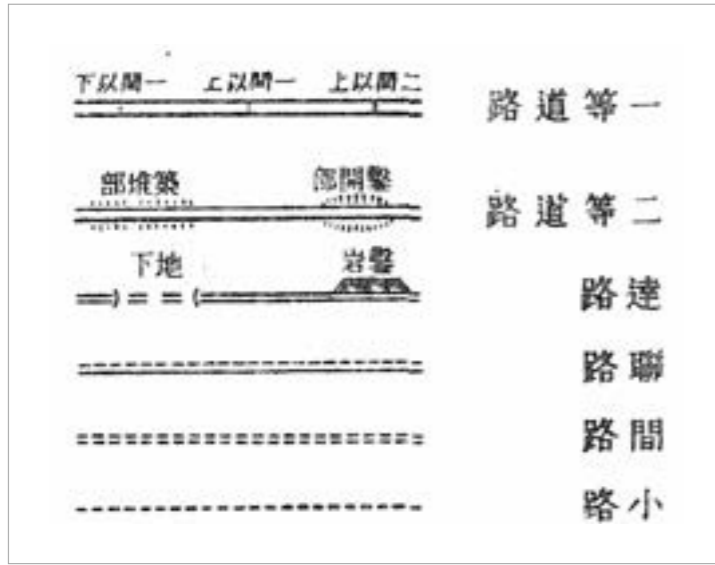 一等道路
二間以上 一間以上 一間以下
二等道路
鑿開部 築堆部
達路
鑿岩 地下
聯路
間路
小路